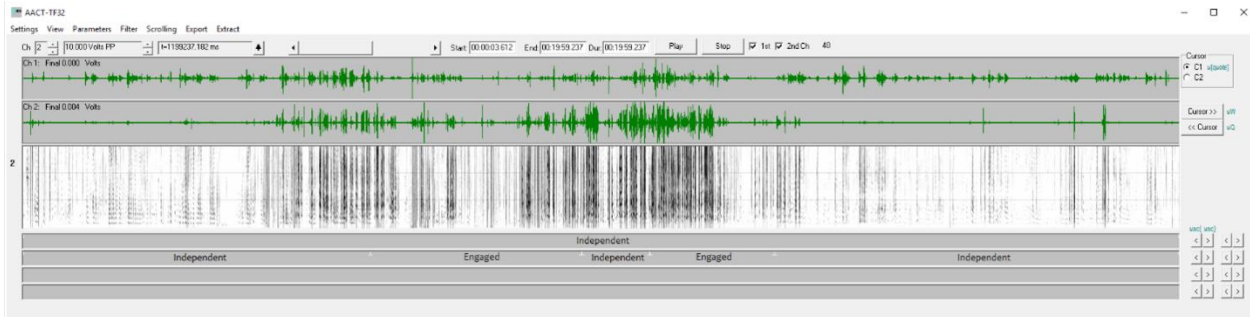 AACT-TF32
Settings View Parameters Filter Scrolling Export Extract
Ch 2 10.000 Volts PP t=1199237.182 ms Start: 00:00:03.612 End: 00:19:59.237 Dur: 00:19:59.237 Play Stop 1st 2nd Ch 40
Ch 1: Final 0.000 Volts
Cursor
C1
C2
Ch 2: Final 0.004 Volts
Cursor >>
<< Cursor
2
Independent
Independent Engaged Independent Engaged Independent
< > < >
< > < >
< > < >
< > < >